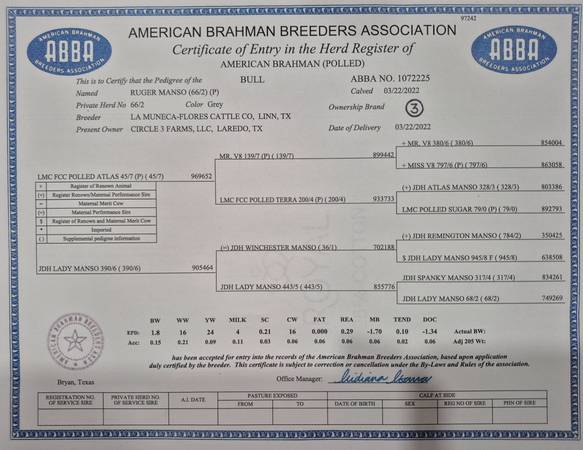 97242
AMERICAN BRAHMAN
ABBA
BREEDERS ASSOCIATION
AMERICAN BRAHMAN BREEDERS ASSOCIATION
Certificate of Entry in the Herd Register of
AMERICAN BRAHMAN (POLLED)
AMERICAN BRAHMAN
ABBA
BREEDERS ASSOCIATION
This is to Certify that the Pedigree of the BULL ABBA NO. 1072225
Named RUGER MANSO (66/2) (P) Calved 03/22/2022
Private Herd No 66/2 Color Grey Ownership Brand 3
Breeder LA MUNECA-FLORES CATTLE CO, LINN, TX
Present Owner CIRCLE 3 FARMS, LLC, LAREDO, TX Date of Delivery 03/22/2022
+ MR. V8 380/6 ( 380/6) 854004
MR. V8 139/7 (P) ( 139/7) 899442
+ MISS V8 797/6 (P) ( 797/6) 863058
LMC FCC POLLED ATLAS 45/7 (P) ( 45/7) 969652
+ Register of Renown Animal
(+) Register Renown/Maternal Performance Sire
= Maternal Merit Cow
(=) Maternal Performance Sire
$ Register of Renown and Maternal Merit Cow
* Imported
( ) Supplemental pedigree information
(+) JDH ATLAS MANSO 328/3 ( 328/3) 803386
LMC FCC POLLED TERRA 200/4 (P) ( 200/4) 933733
LMC POLLED SUGAR 79/0 (P) ( 79/0) 892793
(+) JDH REMINGTON MANSO ( 784/2) 350425
(=) JDH WINCHESTER MANSO ( 36/1) 702188
$ JDH LADY MANSO 945/8 F ( 945/8) 638508
JDH LADY MANSO 390/6 ( 390/6) 905464
JDH SPANKY MANSO 317/4 ( 317/4) 834261
JDH LADY MANSO 443/5 ( 443/5) 855776
JDH LADY MANSO 68/2 ( 68/2) 749269
BW WW YW MILK SC CW FAT REA MR TEND DOC
EPD: 1.8 16 24 4 0.21 16 0.000 0.29 -1.70 0.10 -1.34 Actual BW:
Acc: 0.15 0.21 0.09 0.11 0.03 0.06 0.06 0.06 0.06 0.02 0.06 Adj 205 Wt:
AMERICAN BRAHMAN BREEDERS ASSOCIATION
has been accepted for entry into the records of the American Brahman Breeders Association, based upon application
duly certified by the breeder. This certificate is subject to correction or cancellation under the By-Laws and Rules of the association.
Bryan, Texas Office Manager:
REGISTRATION NO. OF SERVICE SIRE PRIVATE HERD NO. OF SERVICE SIRE A.I. DATE PASTURE EXPOSED FROM TO CALF AT SIDE DATE OF BIRTH SEX REG NO OF SIRE PHN OF SIRE